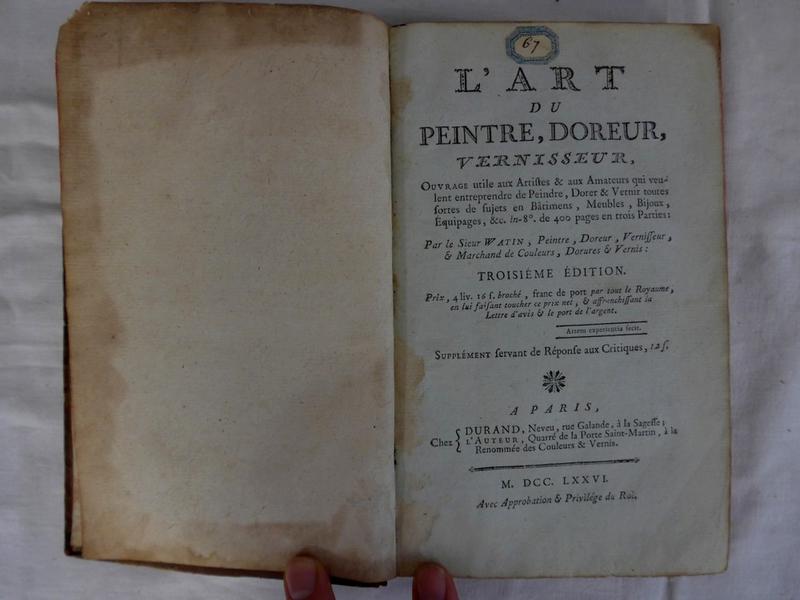 67
L'ART
DU
PEINTRE, DOREUR,
VERNISSEUR,
OUVRAGE utile aux Artiſtes & aux Amateurs qui veu-
lent entreprendre de Peindre, Dorer & Vernir toutes
ſortes de ſujets en Bâtimens, Meubles, Bijoux,
Equipages, &c. in-8°. de 400 pages en trois Parties:
Par le Sieur WATIN, Peintre, Doreur, Verniſſeur,
& Marchand de Couleurs, Dorures & Vernis:
TROISIÉME ÉDITION.
Prix, 4 liv. 16 ſ. broché, franc de port par tout le Royaume,
en lui faiſant toucher ce prix net, & affranchiſſant la
Lettre d'avis & le port de l'argent.
Artem experientia fecit.
SUPPLÉMENT ſervant de Réponſe aux Critiques, 12 ſ.
A PARIS,
Chez { DURAND, Neveu, rue Galande, à la Sageſſe;
L'AUTEUR, Quarré de la Porte Saint-Martin, à la
Renommée des Couleurs & Vernis.
M. DCC. LXXVI.
Avec Approbation & Privilége du Roi.